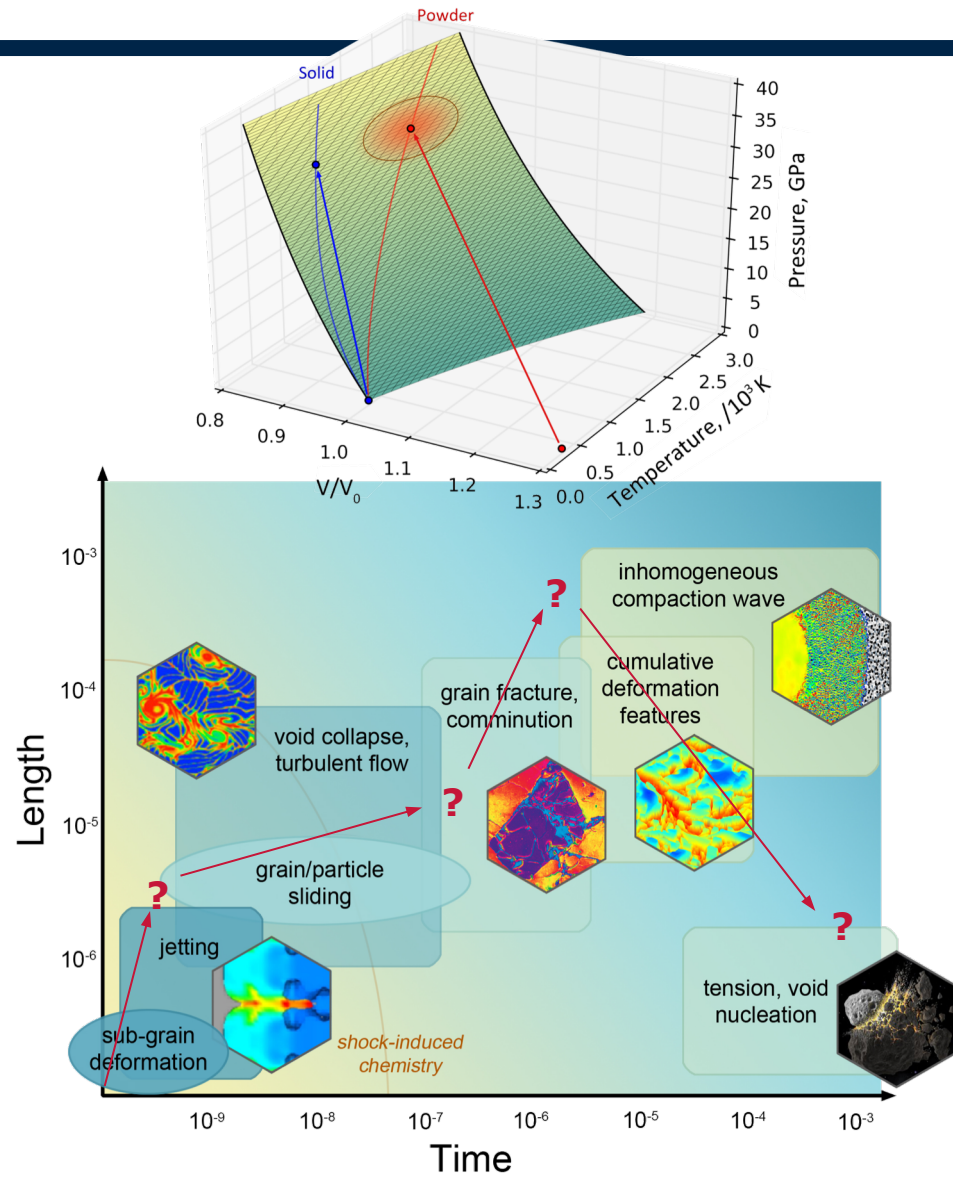 Powder
Solid
40
35
30
25
20
15
10
5
0
Pressure, GPa
3.0
2.5
2.0
1.5
1.0
0.5
0.0
Temperature, /10³ K
0.8
0.9
1.0
1.1
1.2
1.3
V/V₀
10⁻³
10⁻⁴
10⁻⁵
10⁻⁶
Length
inhomogeneous
compaction wave
?
cumulative
deformation
features
grain fracture,
comminution
void collapse,
turbulent flow
?
grain/particle
sliding
?
?
jetting
tension, void
nucleation
sub-grain
deformation
shock-induced
chemistry
10⁻⁹
10⁻⁸
10⁻⁷
10⁻⁶
10⁻⁵
10⁻⁴
10⁻³
Time